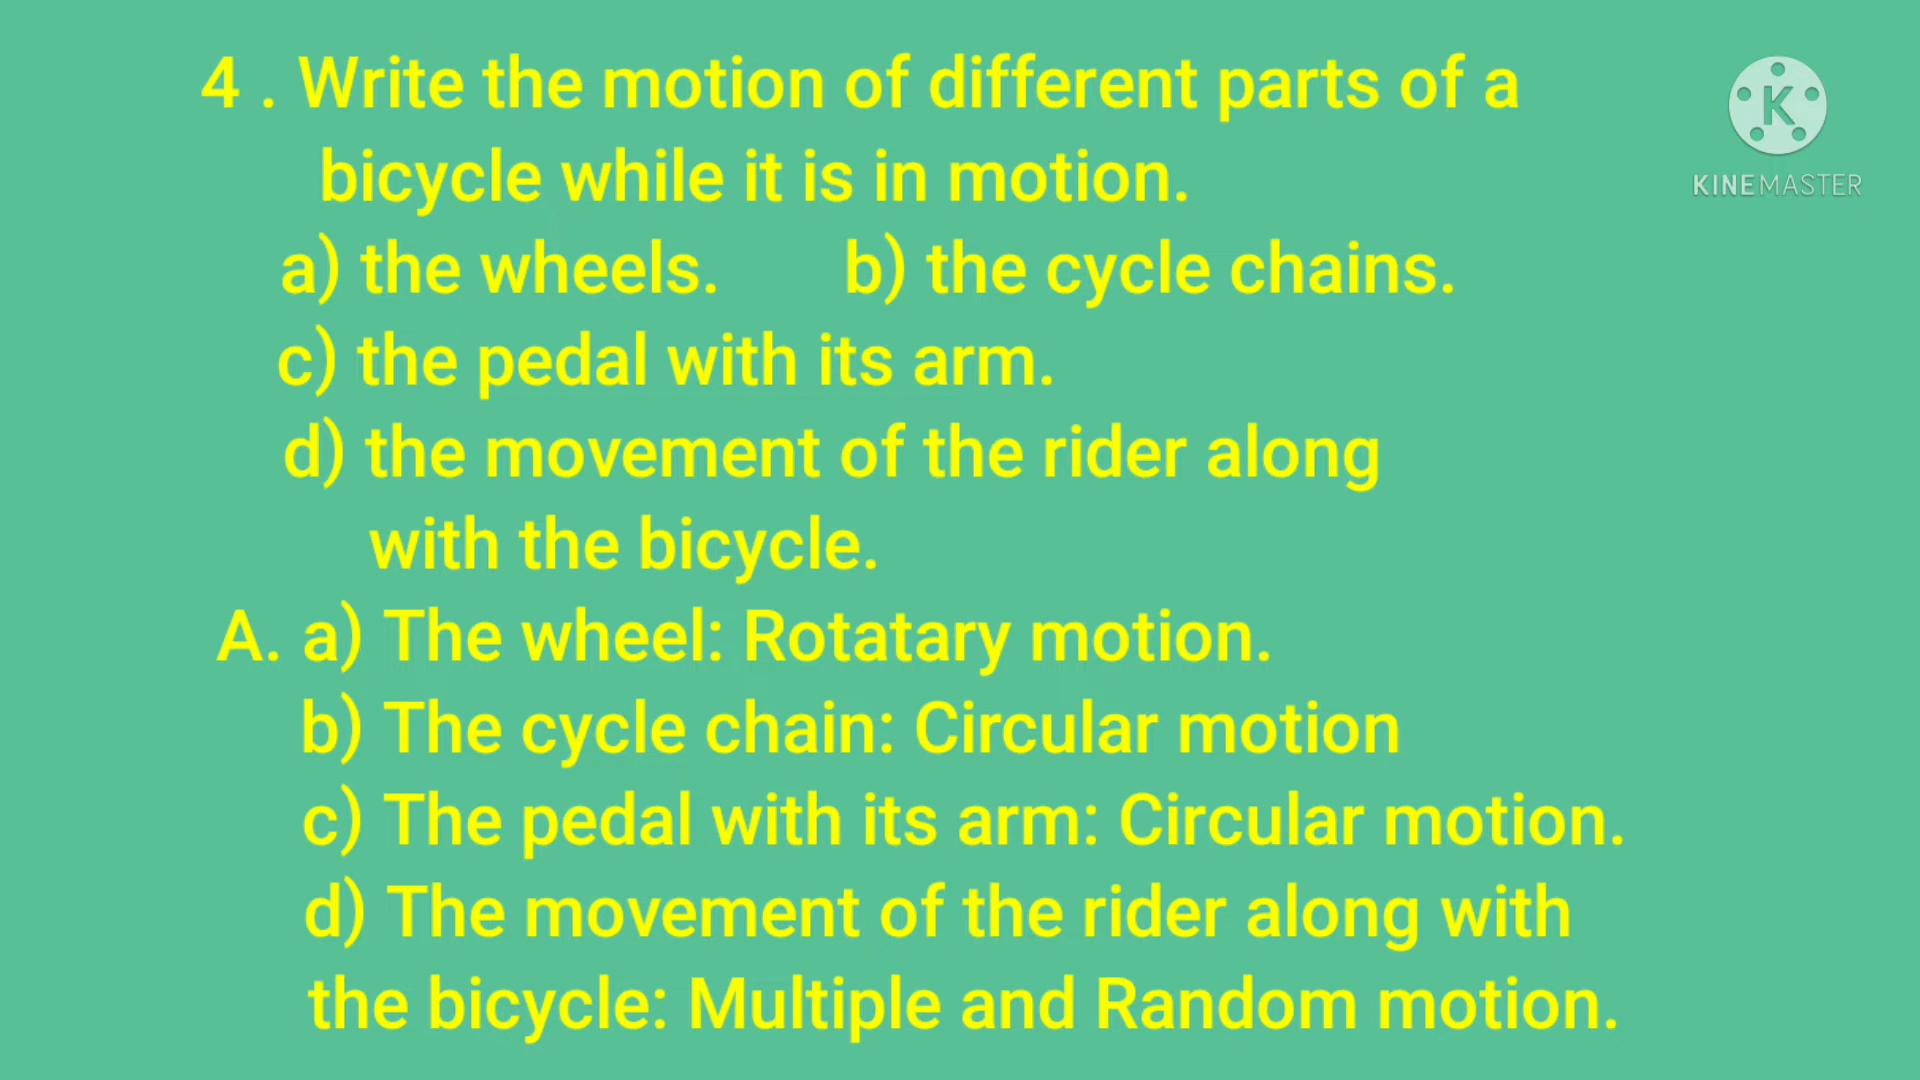 4 . Write the motion of different parts of a
bicycle while it is in motion.
a) the wheels. b) the cycle chains.
c) the pedal with its arm.
d) the movement of the rider along
with the bicycle.
A. a) The wheel: Rotatary motion.
b) The cycle chain: Circular motion
c) The pedal with its arm: Circular motion.
d) The movement of the rider along with
the bicycle: Multiple and Random motion.
K
KINEMASTER